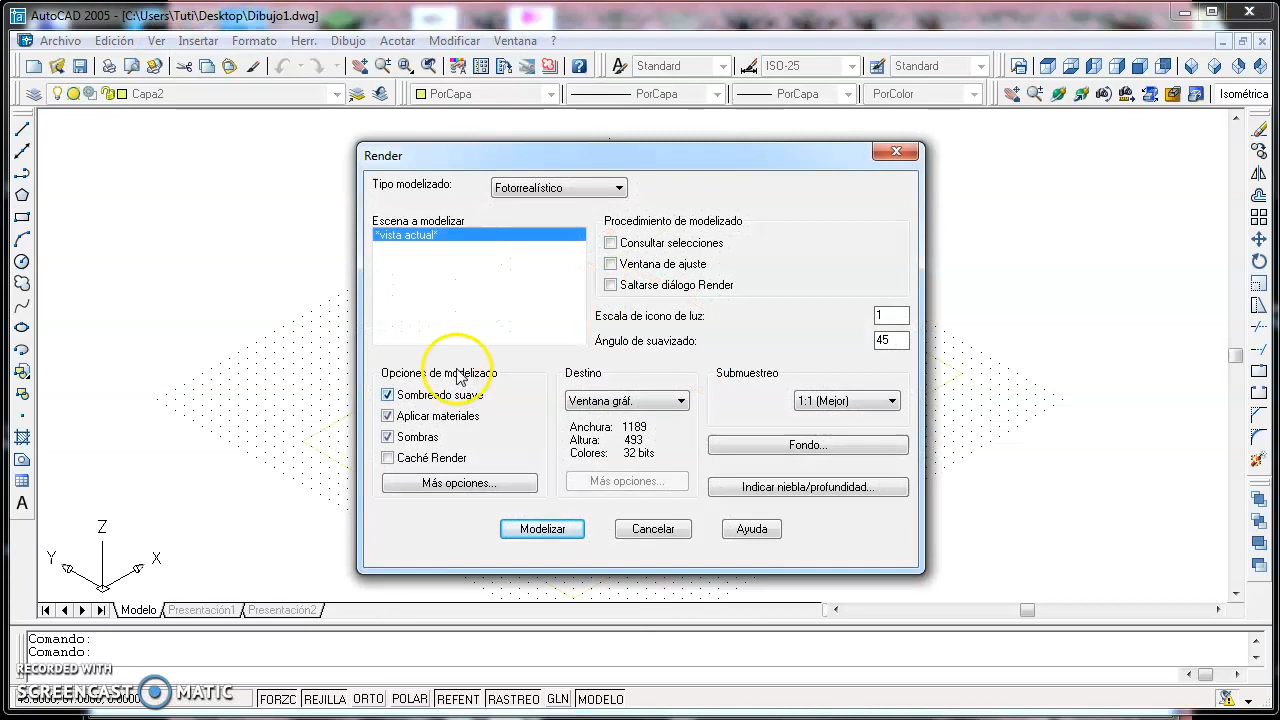 AutoCAD 2005 - [C:\Users\Tuti\Desktop\Dibujo1.dwg]
Archivo Edición Ver Insertar Formato Herr. Dibujo Acotar Modificar Ventana ?
Standard ISO-25 Standard
Capa2 PorCapa PorCapa PorCapa PorColor Isométrica
Render
Tipo modelizado: Fotorrealístico
Escena a modelizar
*vista actual*
Procedimiento de modelizado
Consultar selecciones
Ventana de ajuste
Saltarse diálogo Render
Escala de icono de luz: 1
Ángulo de suavizado: 45
Opciones de modelizado
Sombrendo suave
Aplicar materiales
Sombras
Caché Render
Más opciones...
Destino
Ventana gráf.
Anchura: 1189
Altura: 493
Colores: 32 bits
Más opciones...
Submuestreo
1:1 (Mejor)
Fondo...
Indicar niebla/profundidad...
Modelizar Cancelar Ayuda
Z
Y X
Modelo Presentación1 Presentación2
Comando:
Comando:
RECORDED WITH
SCREENCAST MATIC
FORZC REJILLA ORTO POLAR REFENT RASTREO GLN MODELO